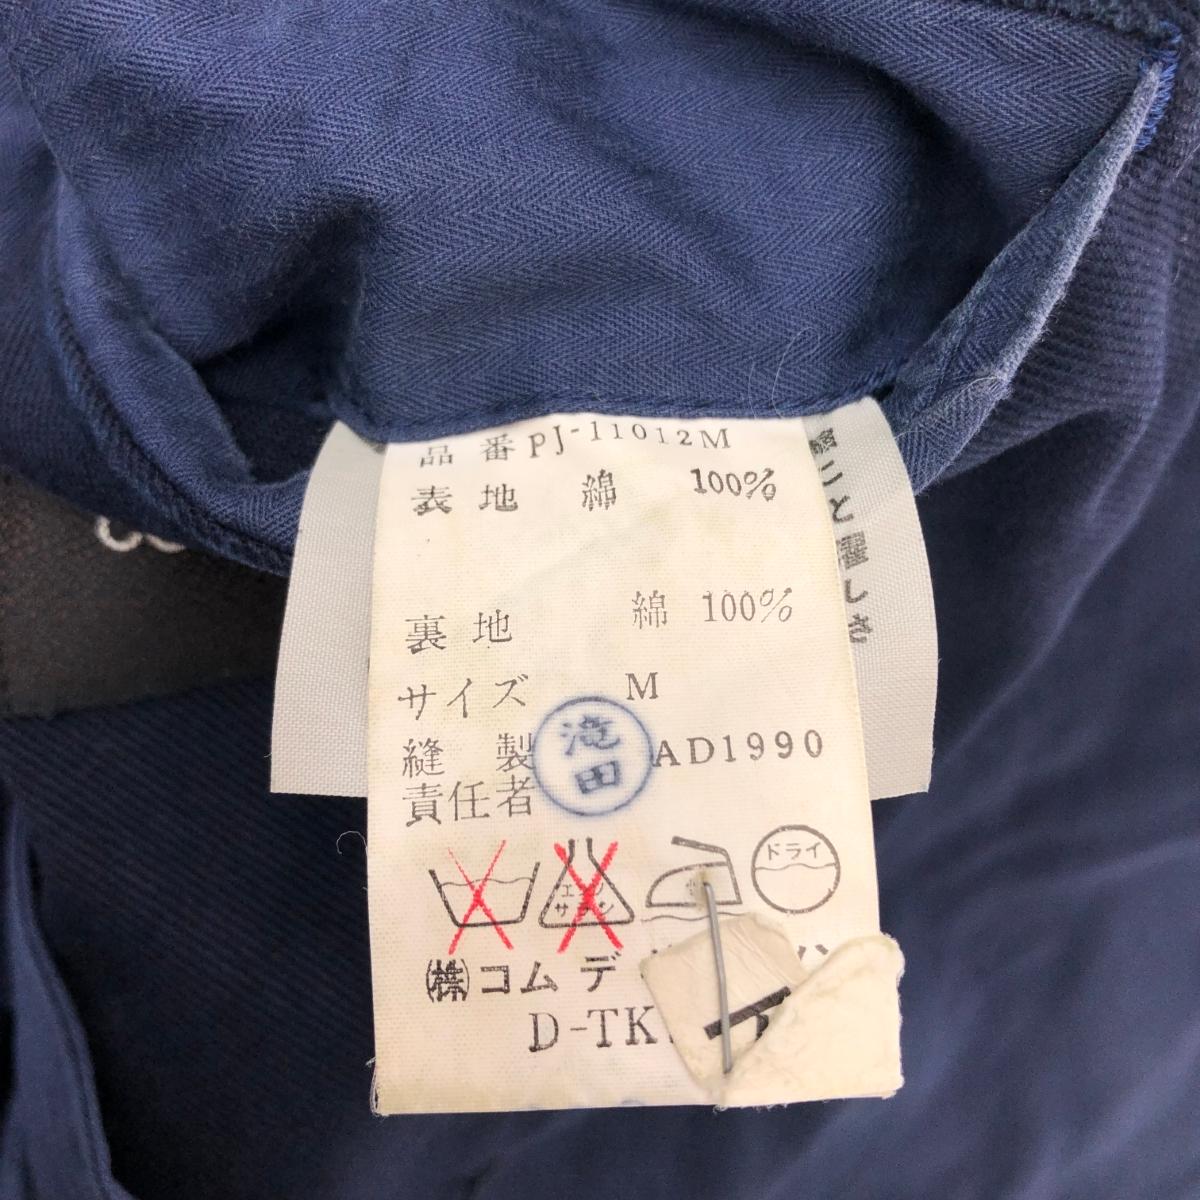 品番 PJ-11012M
表地 綿 100%
裏地 綿 100%
サイズ M
縫製 AD1990
責任者
滝田
ドライ
㈱コム デ
D-TK